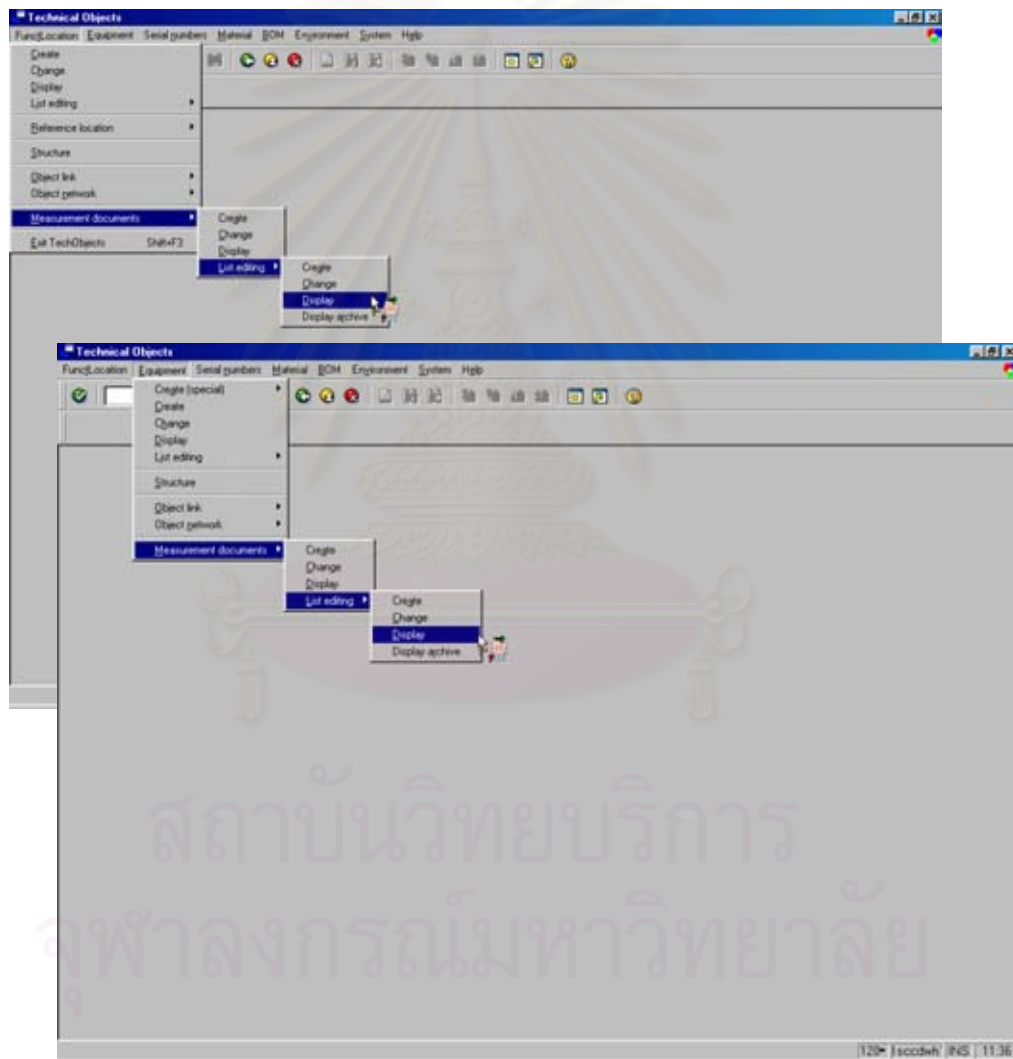 Technical Objects
FunctLocation Equipment Serial numbers Material BOM Environment System Help
Create
Change
Display
List editing
Reference location
Structure
Object link
Object network
Measurement documents
Exit TechObjects Shift+F3
Create
Change
Display
List editing
Create
Change
Display
Display archive
Technical Objects
FunctLocation Equipment Serial numbers Material BOM Environment System Help
Create (special)
Create
Change
Display
List editing
Structure
Object link
Object network
Measurement documents
Create
Change
Display
List editing
Create
Change
Display
Display archive
สถาบันวิทยบริการ
จุฬาลงกรณ์มหาวิทยาลัย
INS 11:36